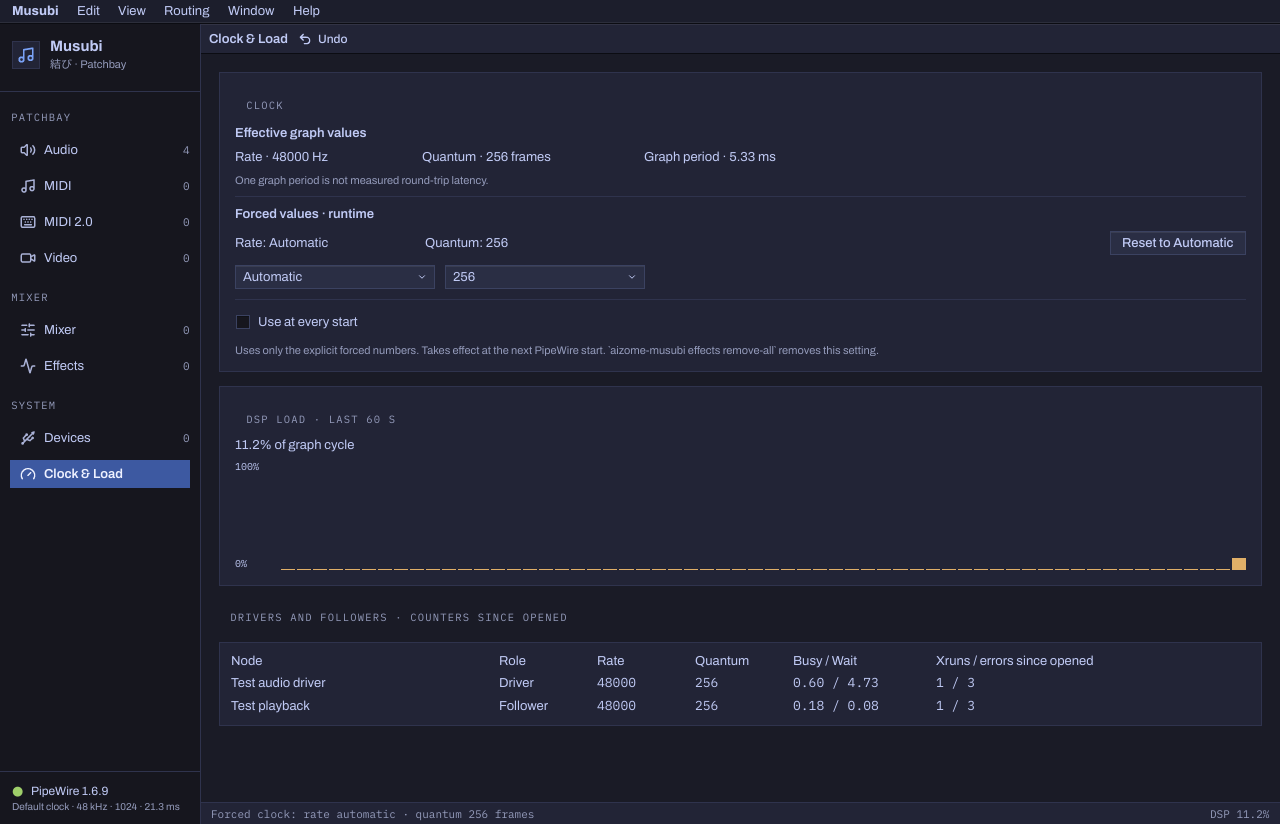 Musubi Edit View Routing Window Help
Musubi
結び · Patchbay
Clock & Load Undo
PATCHBAY
Audio 4
MIDI 0
MIDI 2.0 0
Video 0
MIXER
Mixer 0
Effects 0
SYSTEM
Devices 0
Clock & Load
PipeWire 1.6.9
Default clock · 48 kHz · 1024 · 21.3 ms
CLOCK
Effective graph values
Rate · 48000 Hz Quantum · 256 frames Graph period · 5.33 ms
One graph period is not measured round-trip latency.
Forced values · runtime
Rate: Automatic Quantum: 256 Reset to Automatic
Automatic 256
Use at every start
Uses only the explicit forced numbers. Takes effect at the next PipeWire start. `aizome-musubi effects remove-all` removes this setting.
DSP LOAD · LAST 60 S
11.2% of graph cycle
100%
0%
DRIVERS AND FOLLOWERS · COUNTERS SINCE OPENED
Node Role Rate Quantum Busy / Wait Xruns / errors since opened
Test audio driver Driver 48000 256 0.60 / 4.73 1 / 3
Test playback Follower 48000 256 0.18 / 0.08 1 / 3
Forced clock: rate automatic · quantum 256 frames DSP 11.2%